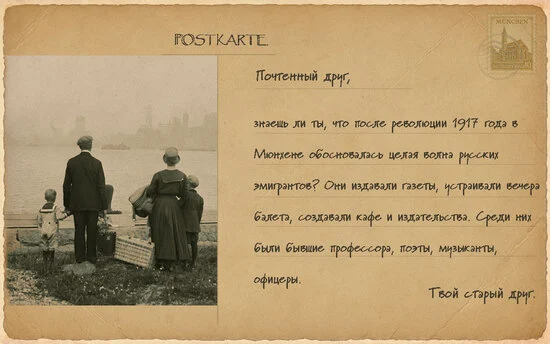 POSTKARTE
MÜNCHEN
Почтенный друг,
знаешь ли ты, что после революции 1917 года в
Мюнхене обосновалась целая волна русских
эмигрантов? Они издавали газеты, устраивали вечера
балета, создавали кафе и издательства. Среди них
были бывшие профессора, поэты, музыканты,
офицеры.
Твой старый друг.